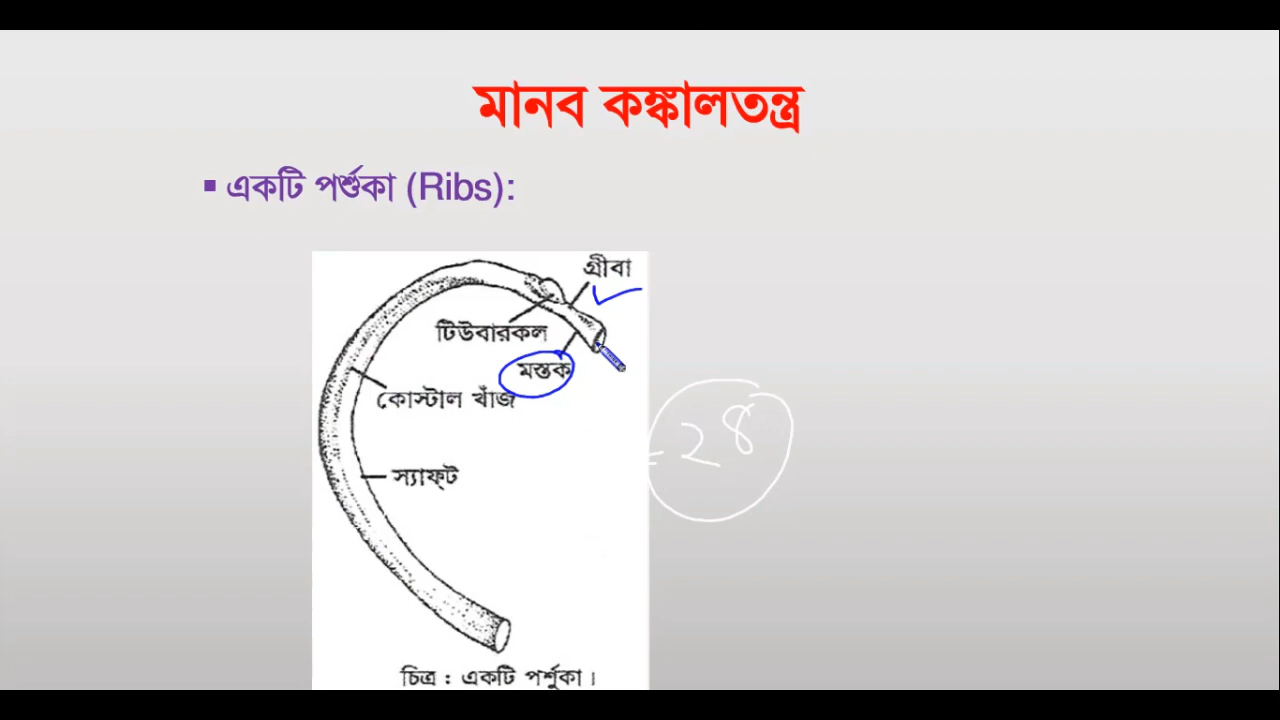 মানব কঙ্কালতন্ত্র
একটি পর্শুকা (Ribs):
গ্রীবা
টিউবারকল
মস্তক
কোস্টাল খাঁজ
স্যাফ্ট
= ২৪
চিত্র : একটি পর্শুকা।